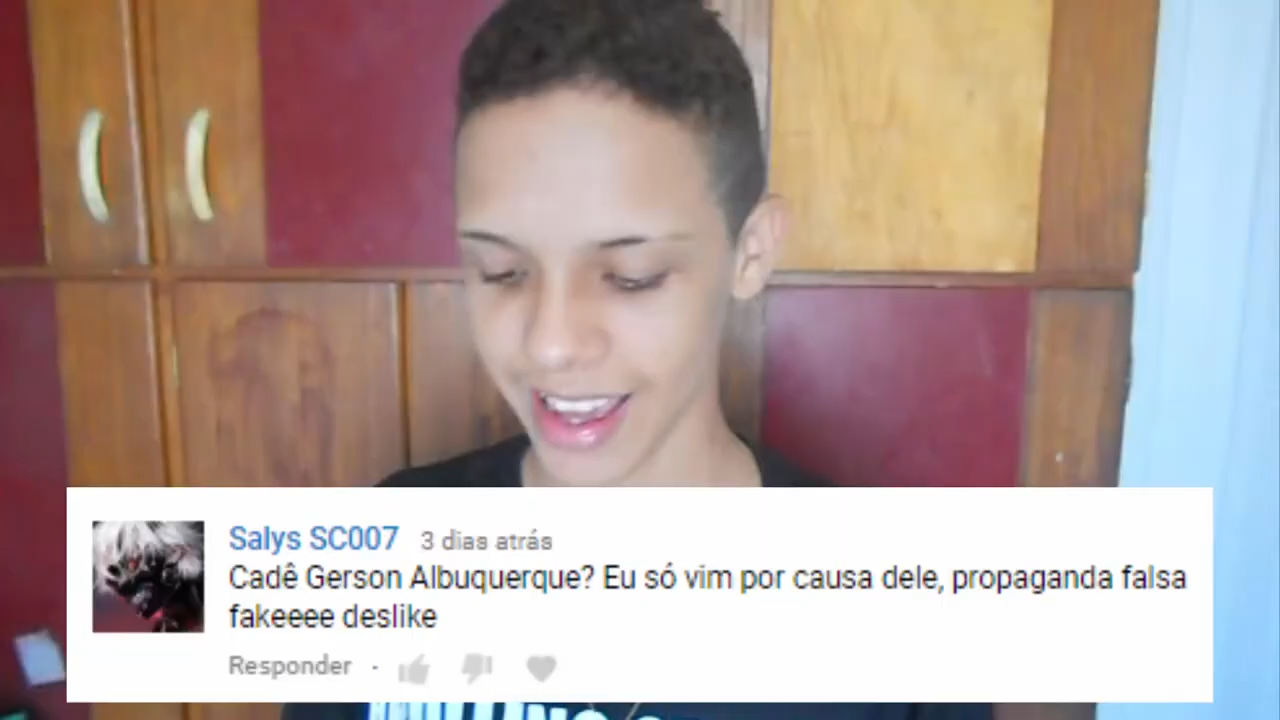 Salys SC007 3 dias atrás
Cadê Gerson Albuquerque? Eu só vim por causa dele, propaganda falsa
fakeeee deslike
Responder ·